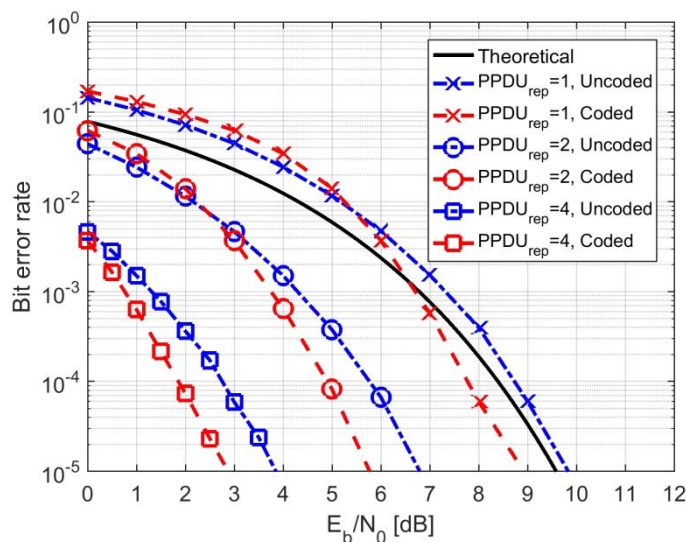 10^0
10^-1
10^-2
10^-3
10^-4
10^-5
Bit error rate
Theoretical
PPDU_rep=1, Uncoded
PPDU_rep=1, Coded
PPDU_rep=2, Uncoded
PPDU_rep=2, Coded
PPDU_rep=4, Uncoded
PPDU_rep=4, Coded
0 1 2 3 4 5 6 7 8 9 10 11 12
E_b/N_0 [dB]